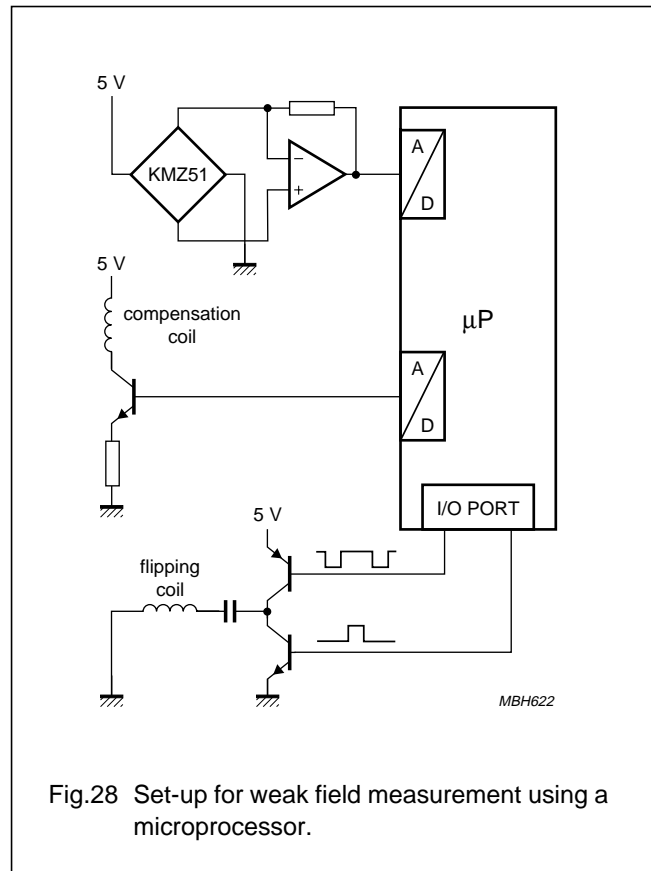 5 V
KMZ51
−
+
A
D
5 V
compensation
coil
μP
A
D
I/O PORT
5 V
flipping
coil
MBH622
Fig.28 Set-up for weak field measurement using a
microprocessor.